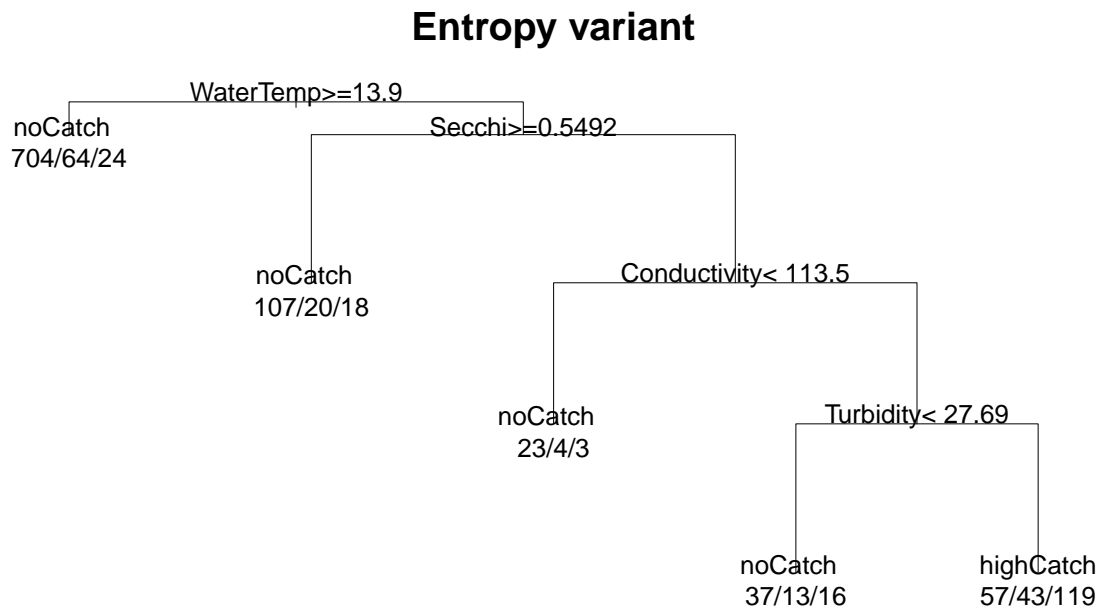 Entropy variant
WaterTemp>=13.9
noCatch
704/64/24
Secchi>=0.5492
noCatch
107/20/18
Conductivity< 113.5
noCatch
23/4/3
Turbidity< 27.69
noCatch
37/13/16
highCatch
57/43/119